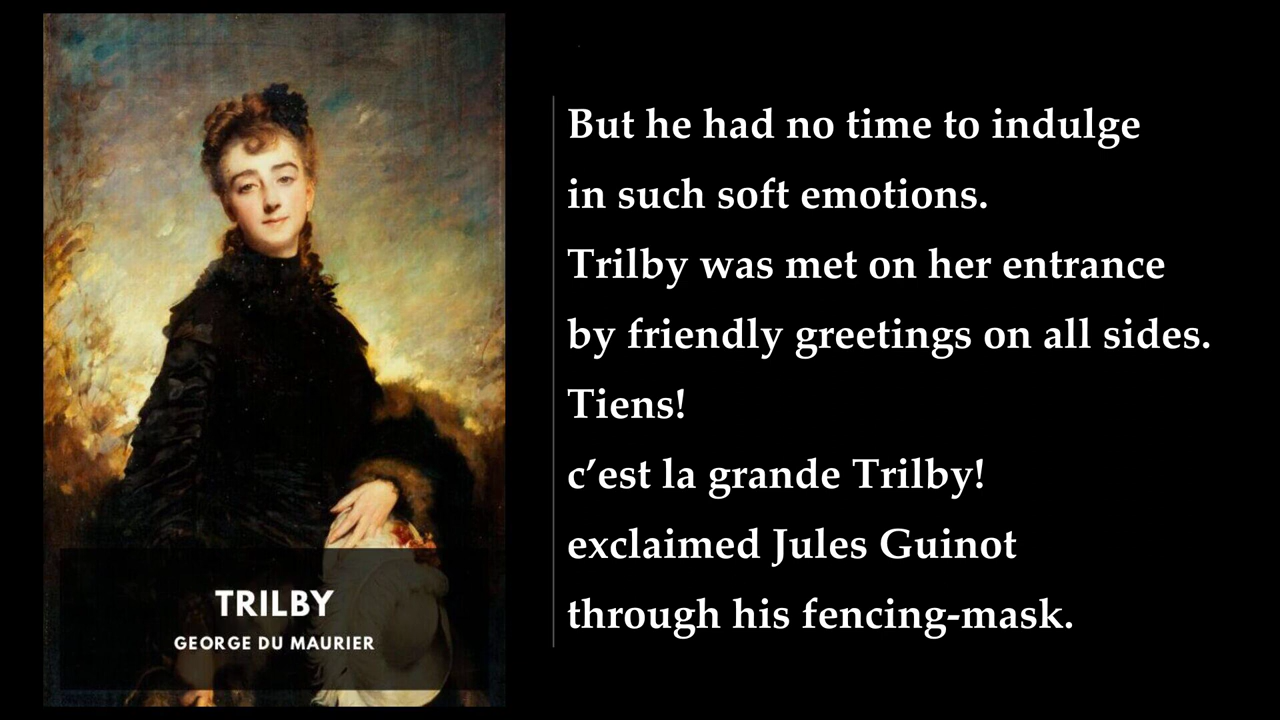 TRILBY
GEORGE DU MAURIER
But he had no time to indulge
in such soft emotions.
Trilby was met on her entrance
by friendly greetings on all sides.
Tiens!
c’est la grande Trilby!
exclaimed Jules Guinot
through his fencing-mask.